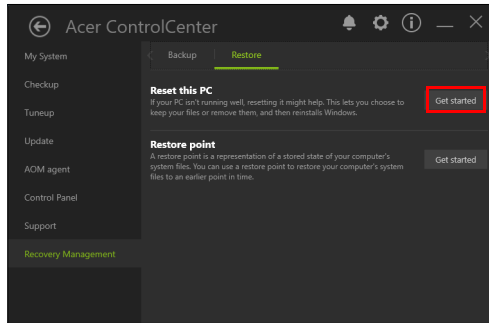 Acer ControlCenter
My System
Checkup
Tuneup
Update
AOM agent
Control Panel
Support
Recovery Management
Backup
Restore
Reset this PC
If your PC isn't running well, resetting it might help. This lets you choose to
keep your files or remove them, and then reinstalls Windows.
Get started
Restore point
A restore point is a representation of a stored state of your computer's
system files. You can use a restore point to restore your computer's system
files to an earlier point in time.
Get started